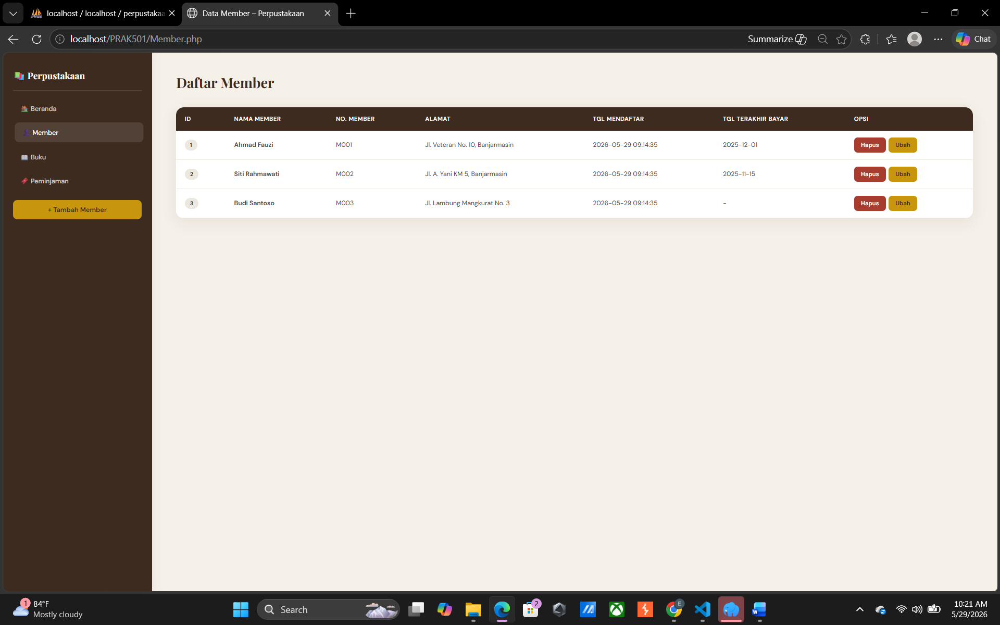 localhost / localhost / perpustakaa
Data Member – Perpustakaan
localhost/PRAK501/Member.php
Summarize
Chat
Perpustakaan
Beranda
Member
Buku
Peminjaman
+ Tambah Member
Daftar Member
ID NAMA MEMBER NO. MEMBER ALAMAT TGL MENDAFTAR TGL TERAKHIR BAYAR OPSI
1 Ahmad Fauzi M001 Jl. Veteran No. 10, Banjarmasin 2026-05-29 09:14:35 2025-12-01 Hapus Ubah
2 Siti Rahmawati M002 Jl. A. Yani KM 5, Banjarmasin 2026-05-29 09:14:35 2025-11-15 Hapus Ubah
3 Budi Santoso M003 Jl. Lambung Mangkurat No. 3 2026-05-29 09:14:35 - Hapus Ubah
1
84°F
Mostly cloudy
Search
2
E
W
10:21 AM
5/29/2026